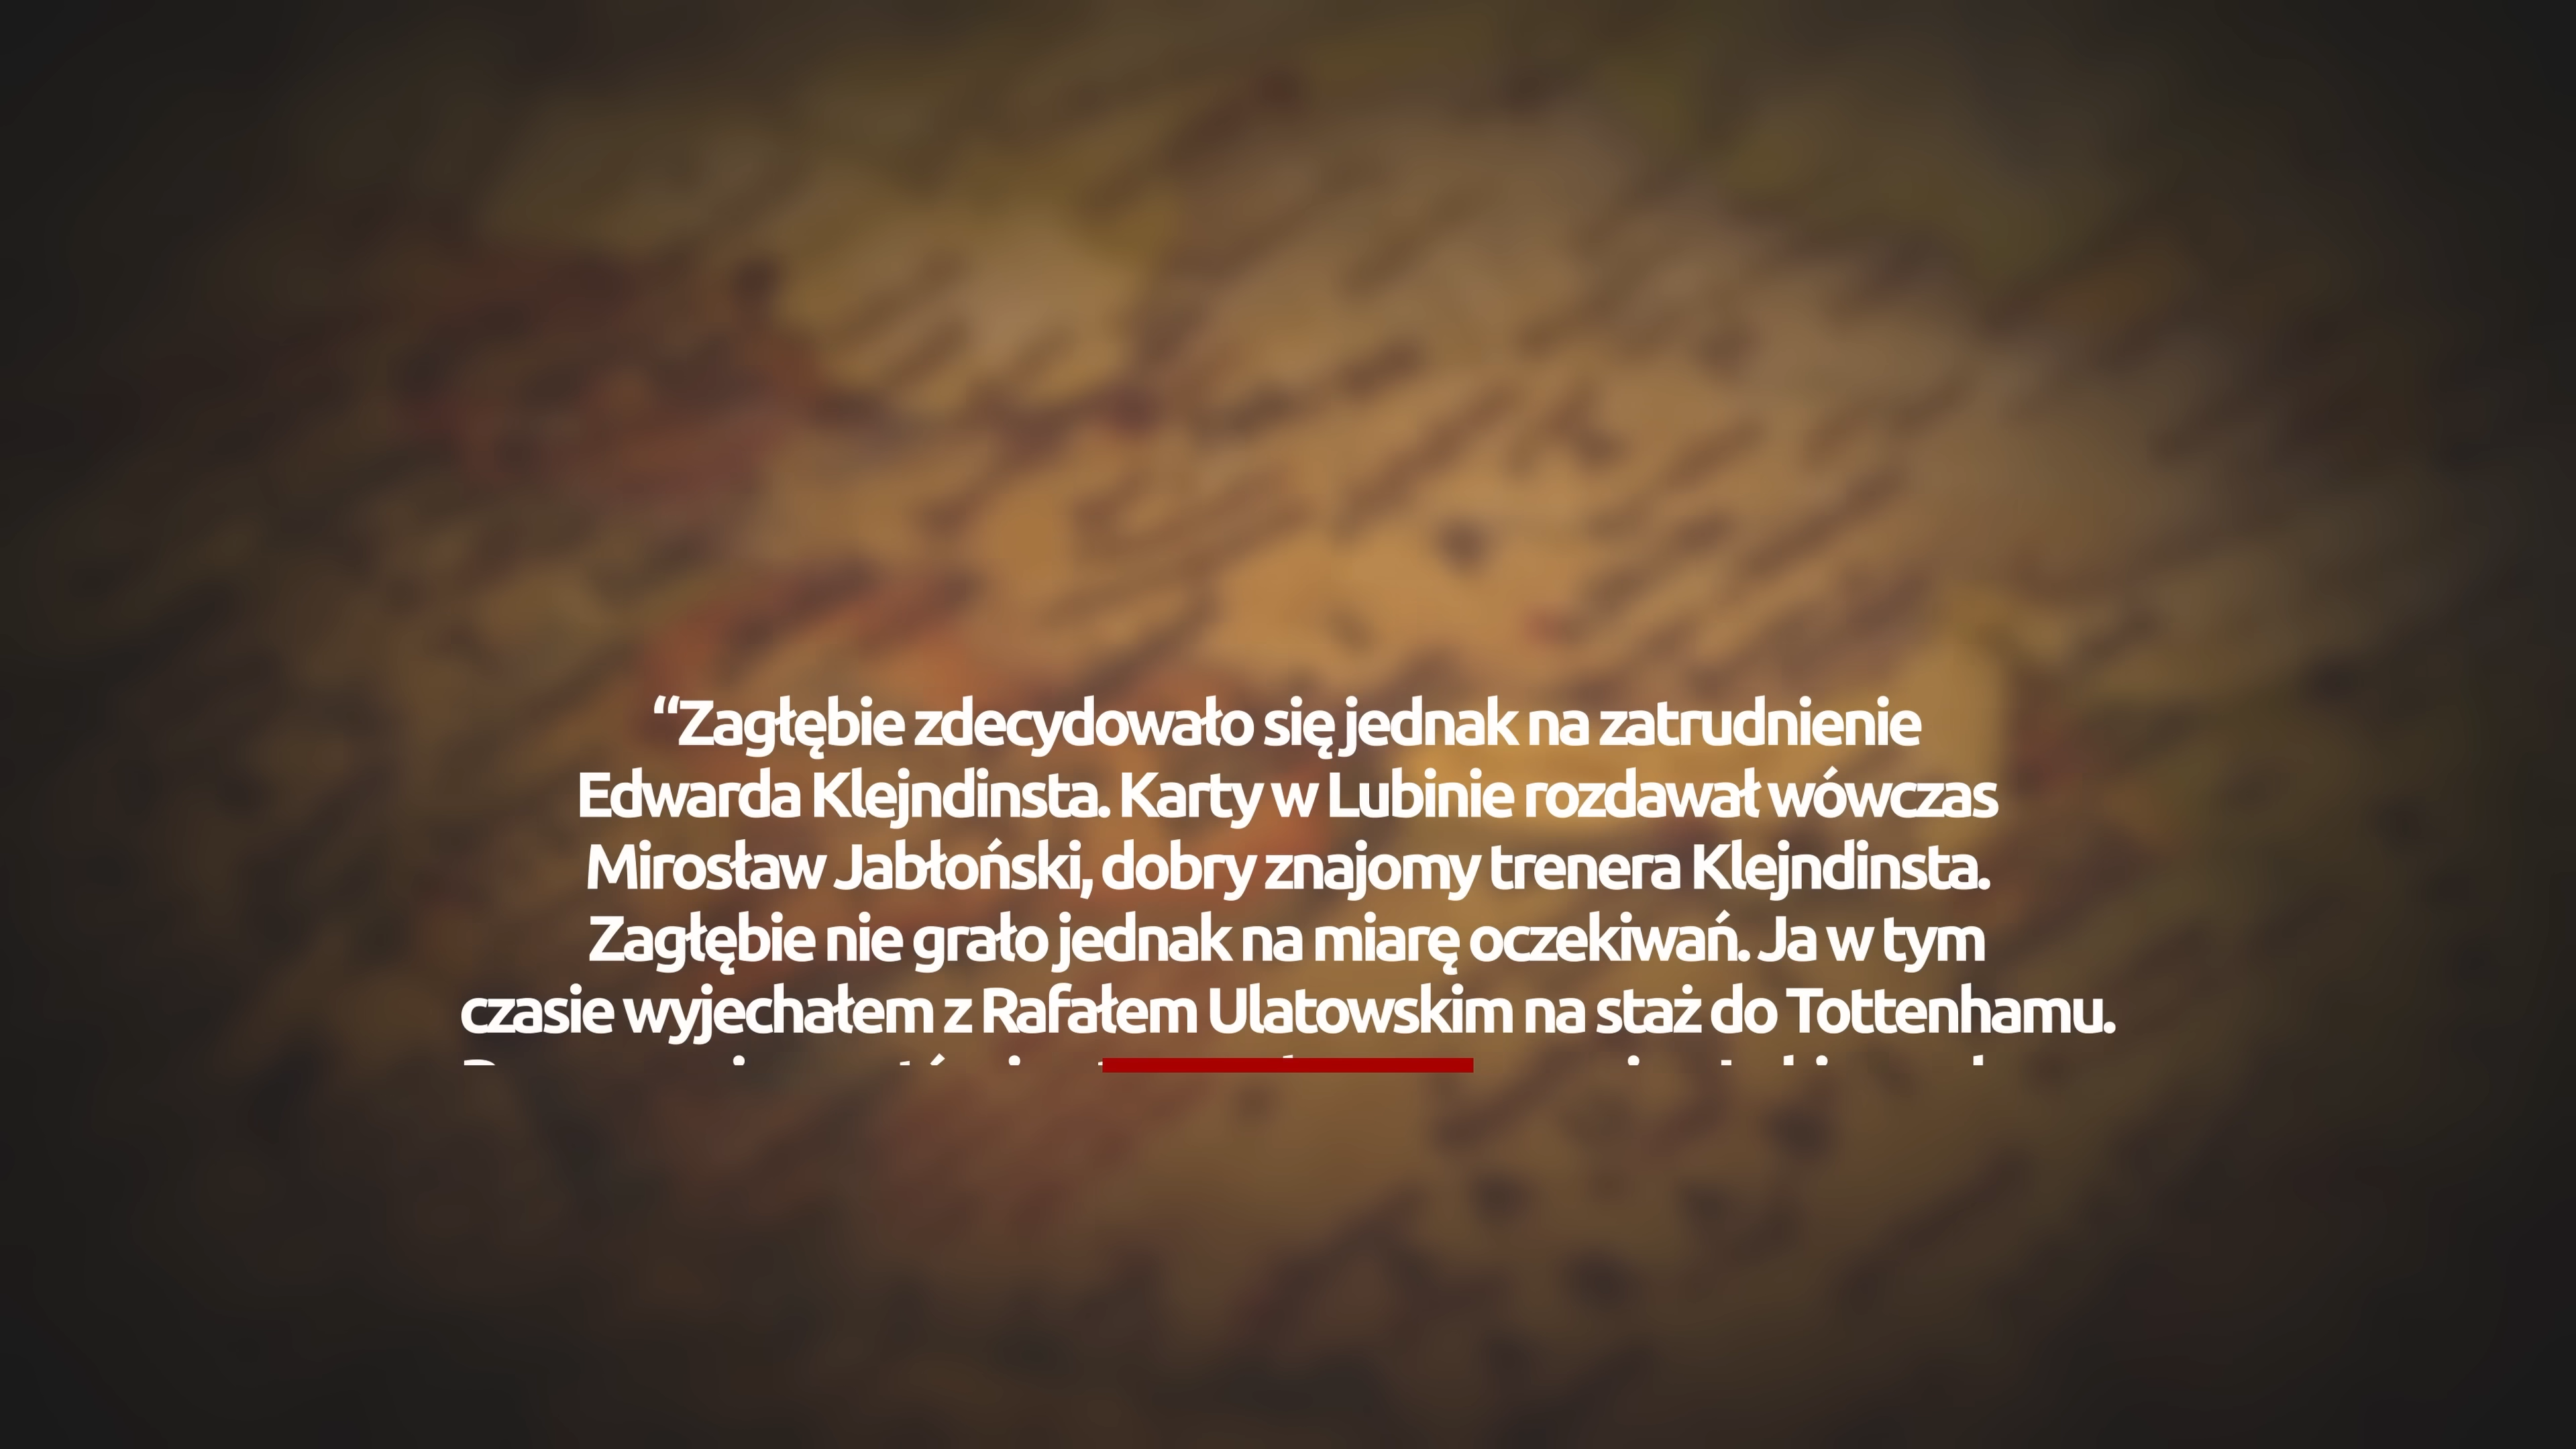 “Zagłębie zdecydowało się jednak na zatrudnienie
Edwarda Klejndinsta. Karty w Lubinie rozdawał wówczas
Mirosław Jabłoński, dobry znajomy trenera Klejndinsta.
Zagłębie nie grało jednak na miarę oczekiwań. Ja w tym
czasie wyjechałem z Rafałem Ulatowskim na staż do Tottenhamu.